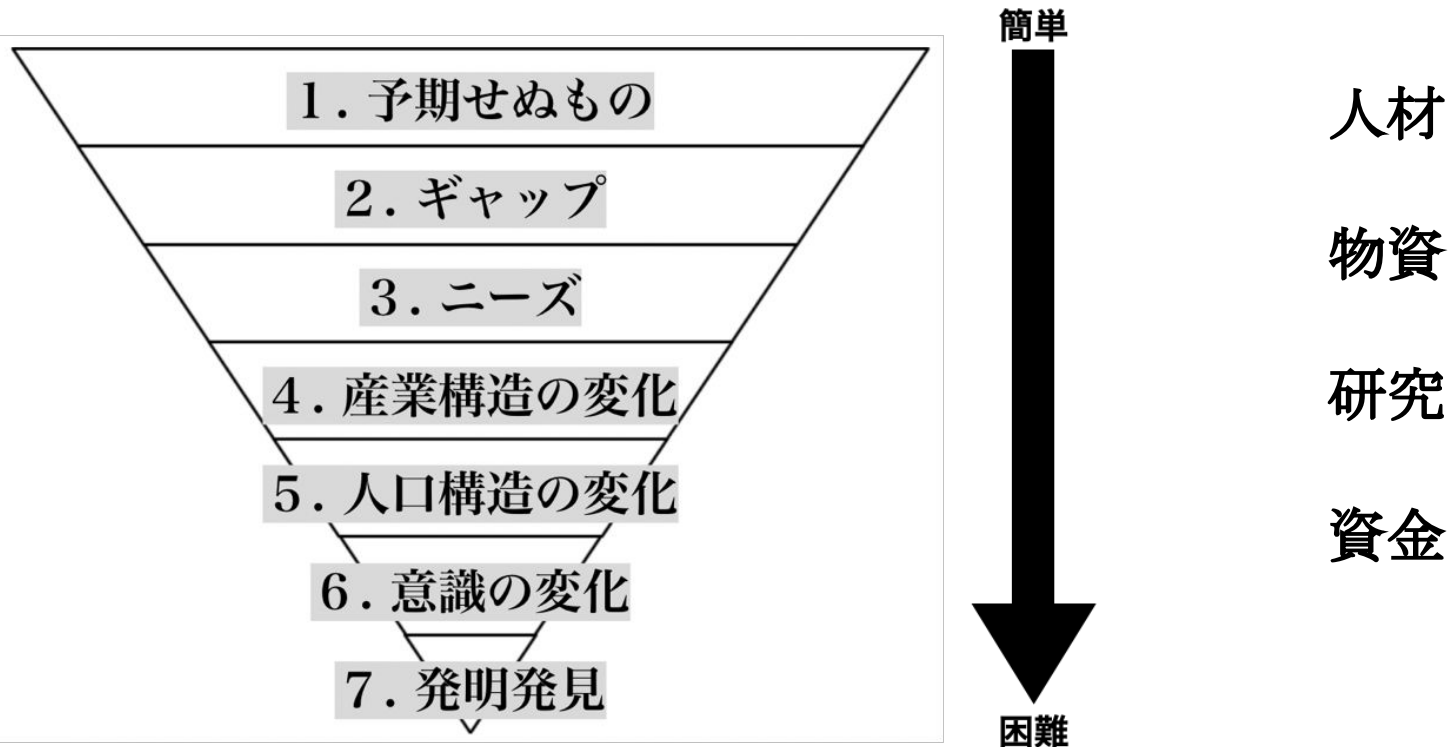 簡単
１. 予期せぬもの
２. ギャップ
３. ニーズ
４. 産業構造の変化
５. 人口構造の変化
６. 意識の変化
７. 発明発見
困難
人材
物資
研究
資金